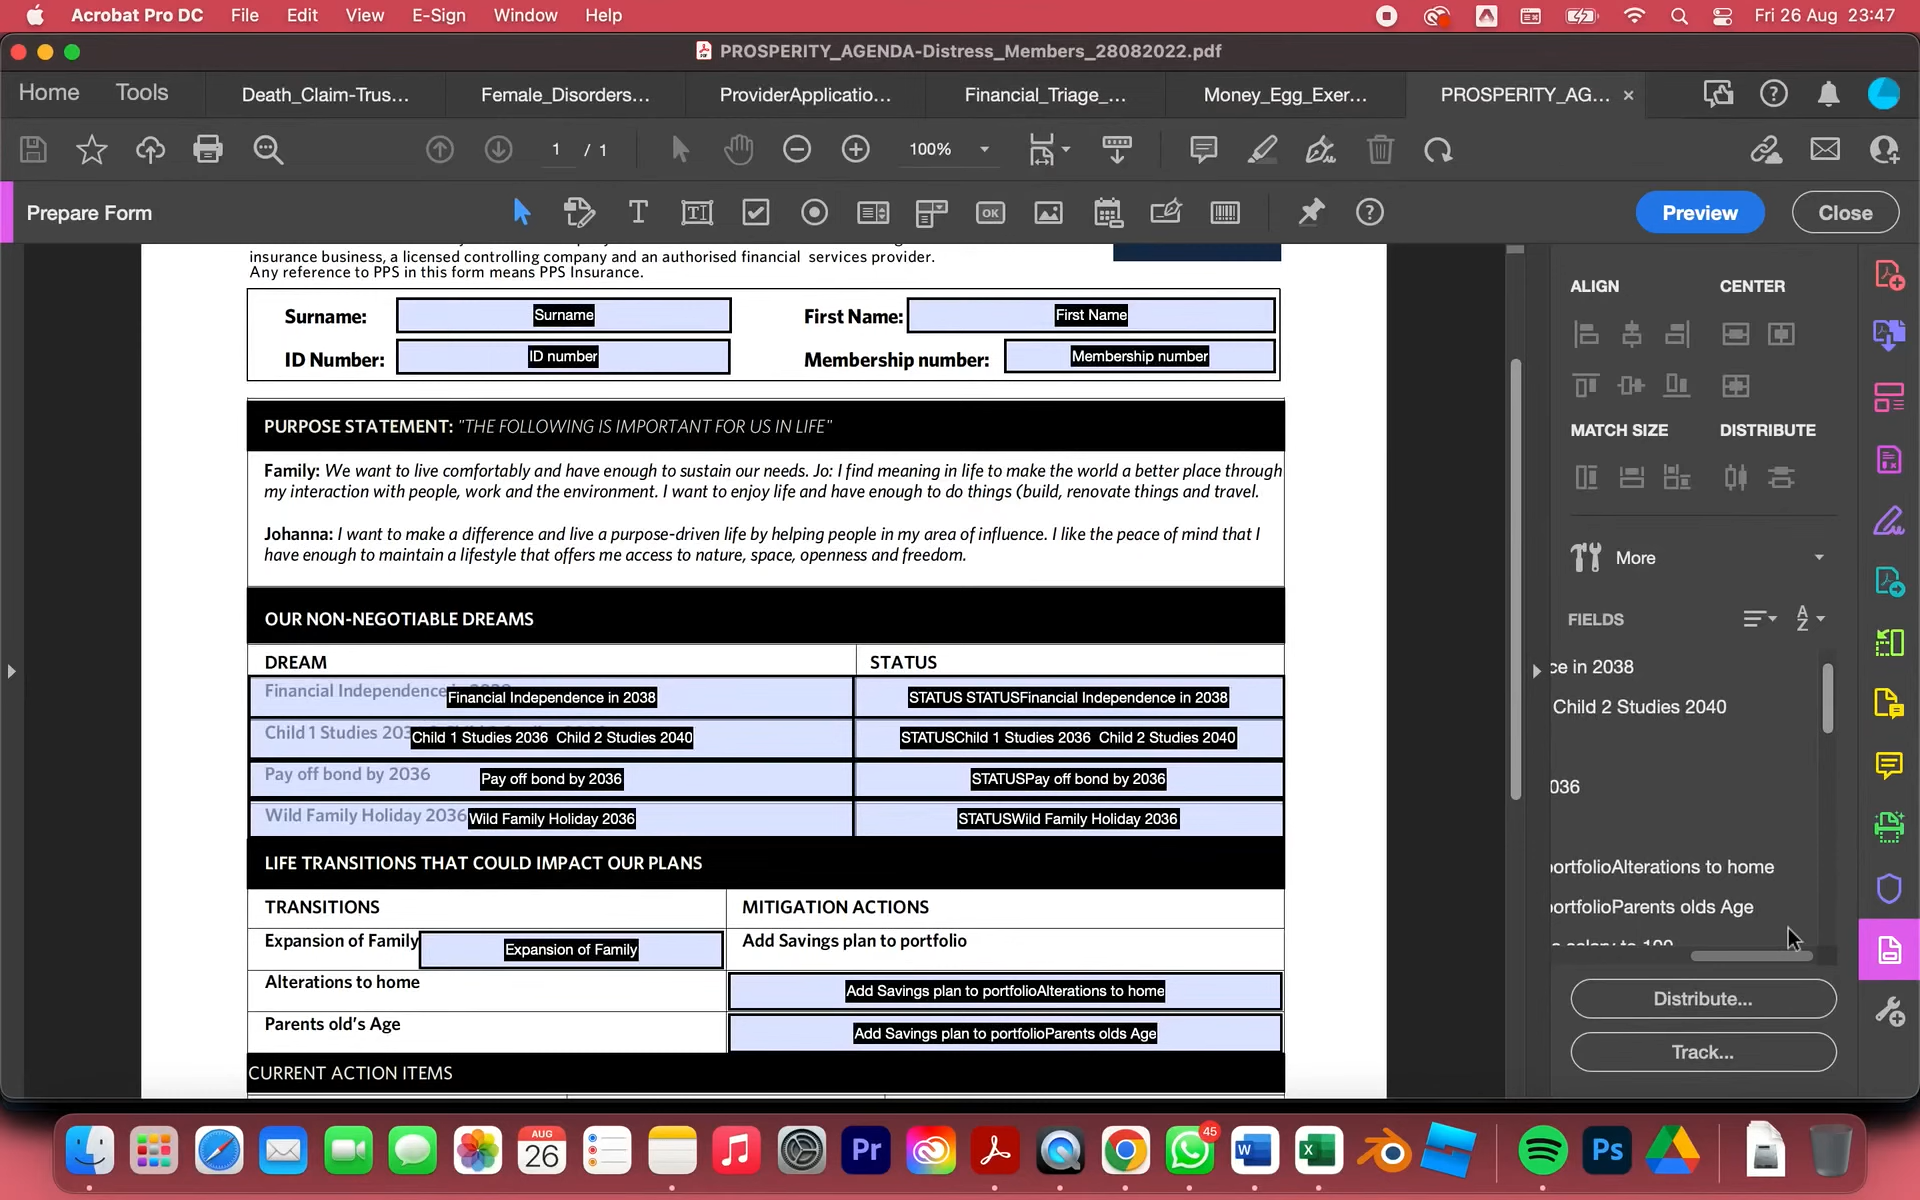 Acrobat Pro DC File Edit View E-Sign Window Help Fri 26 Aug 23:47
PROSPERITY_AGENDA-Distress_Members_28082022.pdf
Home Tools Death_Claim-Trus... Female_Disorders... ProviderApplicatio... Financial_Triage_... Money_Egg_Exer... PROSPERITY_AG...
1 / 1 100%
Prepare Form OK Preview Close
insurance business, a licensed controlling company and an authorised financial services provider.
Any reference to PPS in this form means PPS Insurance.
Surname: Surname First Name: First Name
ID Number: ID number Membership number: Membership number
PURPOSE STATEMENT: "THE FOLLOWING IS IMPORTANT FOR US IN LIFE"
Family: We want to live comfortably and have enough to sustain our needs. Jo: I find meaning in life to make the world a better place through
my interaction with people, work and the environment. I want to enjoy life and have enough to do things (build, renovate things and travel.
Johanna: I want to make a difference and live a purpose-driven life by helping people in my area of influence. I like the peace of mind that I
have enough to maintain a lifestyle that offers me access to nature, space, openness and freedom.
OUR NON-NEGOTIABLE DREAMS
DREAM STATUS
Financial Independence Financial Independence in 2038 STATUS STATUSFinancial Independence in 2038
Child 1 Studies 203 Child 1 Studies 2036 Child 2 Studies 2040 STATUSChild 1 Studies 2036 Child 2 Studies 2040
Pay off bond by 2036 Pay off bond by 2036 STATUSPay off bond by 2036
Wild Family Holiday 2036 Wild Family Holiday 2036 STATUSWild Family Holiday 2036
LIFE TRANSITIONS THAT COULD IMPACT OUR PLANS
TRANSITIONS MITIGATION ACTIONS
Expansion of Family Expansion of Family Add Savings plan to portfolio
Alterations to home Add Savings plan to portfolioAlterations to home
Parents old's Age Add Savings plan to portfolioParents olds Age
CURRENT ACTION ITEMS
ALIGN CENTER
MATCH SIZE DISTRIBUTE
More
FIELDS
ce in 2038
Child 2 Studies 2040
036
portfolioAlterations to home
portfolioParents olds Age
salary to 100
Distribute...
Track...
AUG
26
Pr
45
Ps